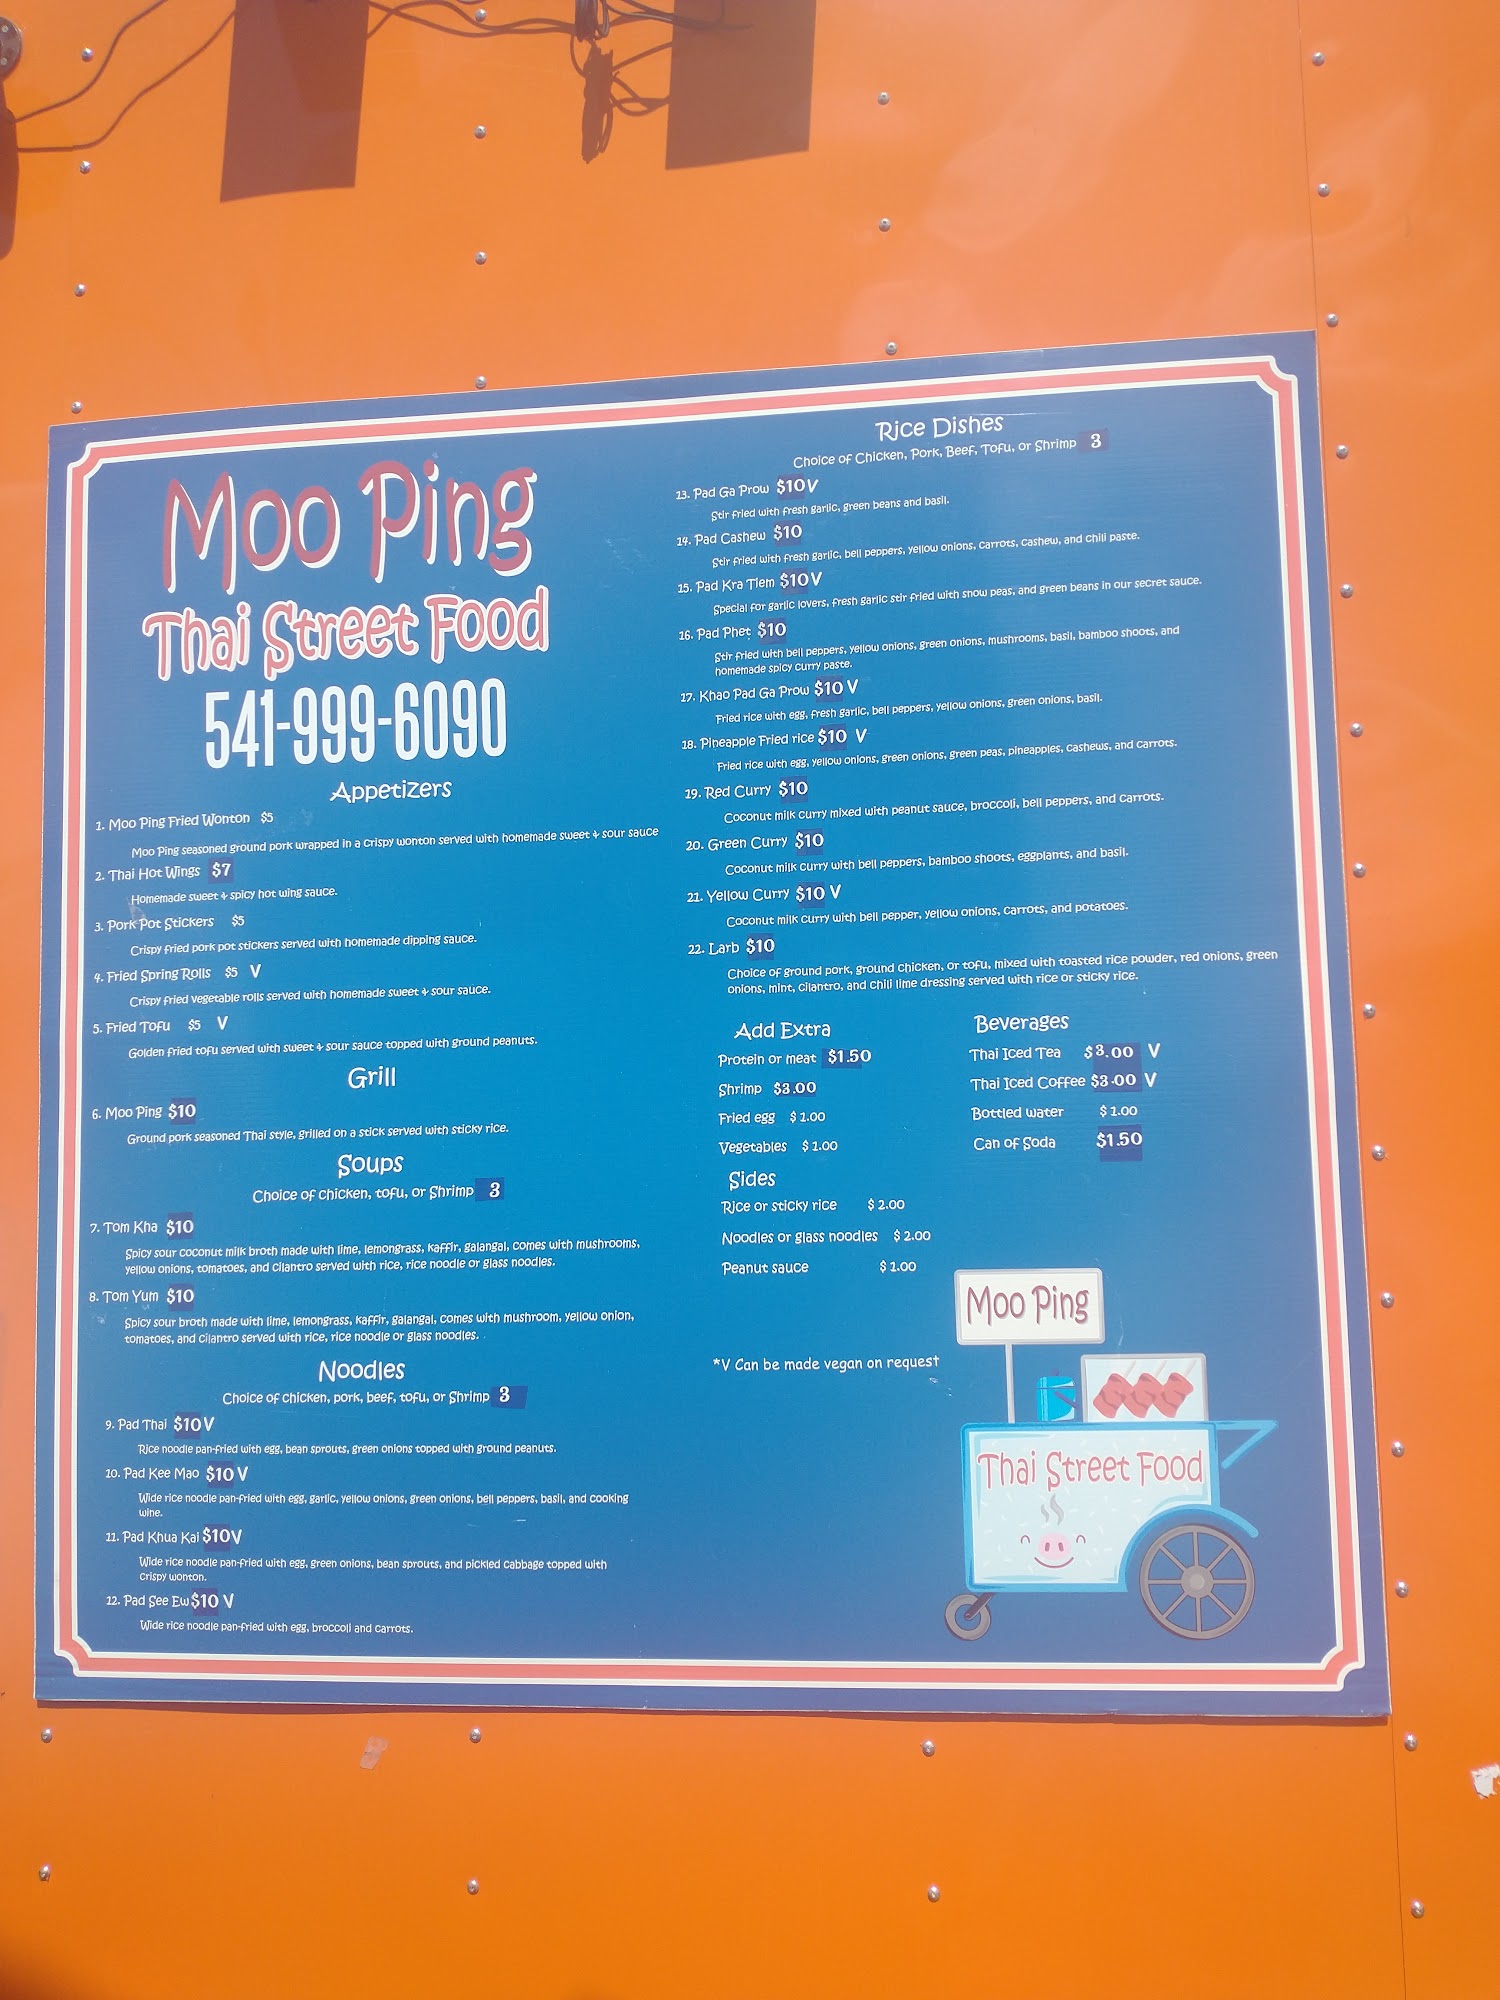 Moo Ping
Thai Street Food
541-999-6090
Appetizers
1. Moo Ping Fried Wonton $5
Moo Ping seasoned ground pork wrapped in a crispy wonton served with homemade sweet & sour sauce
2. Thai Hot Wings $7
Homemade sweet & spicy hot wing sauce.
3. Pork Pot Stickers $5
Crispy fried pork pot stickers served with homemade dipping sauce.
4. Fried Spring Rolls $5 V
Crispy fried vegetable rolls served with homemade sweet & sour sauce.
5. Fried Tofu $5 V
Golden fried tofu served with sweet & sour sauce topped with ground peanuts.
Grill
6. Moo Ping $10
Ground pork seasoned Thai style, grilled on a stick served with sticky rice.
Soups
Choice of chicken, tofu, or Shrimp 3
7. Tom Kha $10
Spicy sour coconut milk broth made with lime, lemongrass, kaffir, galangal, comes with mushrooms,
yellow onions, tomatoes, and cilantro served with rice, rice noodle or glass noodles.
8. Tom Yum $10
Spicy sour broth made with lime, lemongrass, kaffir, galangal, comes with mushroom, yellow onion,
tomatoes, and cilantro served with rice, rice noodle or glass noodles.
Noodles
Choice of chicken, pork, beef, tofu, or Shrimp 3
9. Pad Thai $10 V
Rice noodle pan-fried with egg, bean sprouts, green onions topped with ground peanuts.
10. Pad Kee Mao $10 V
Wide rice noodle pan-fried with egg, garlic, yellow onions, green onions, bell peppers, basil, and cooking
wine.
11. Pad Khua Kai $10 V
Wide rice noodle pan-fried with egg, green onions, bean sprouts, and pickled cabbage topped with
crispy wonton.
12. Pad See Ew $10 V
Wide rice noodle pan-fried with egg, broccoli and carrots.
Rice Dishes
Choice of Chicken, Pork, Beef, Tofu, or Shrimp 3
13. Pad Ga Prow $10 V
Stir fried with fresh garlic, green beans and basil.
14. Pad Cashew $10
Stir fried with fresh garlic, bell peppers, yellow onions, carrots, cashew, and chili paste.
15. Pad Kra Tiem $10 V
Special for garlic lovers, fresh garlic stir fried with snow peas, and green beans in our secret sauce.
16. Pad Phet $10
Stir fried with bell peppers, yellow onions, green onions, mushrooms, basil, bamboo shoots, and
homemade spicy curry paste.
17. Khao Pad Ga Prow $10 V
Fried rice with egg, fresh garlic, bell peppers, yellow onions, green onions, basil.
18. Pineapple Fried rice $10 V
Fried rice with egg, yellow onions, green onions, green peas, pineapples, cashews, and carrots.
19. Red Curry $10
Coconut milk curry mixed with peanut sauce, broccoli, bell peppers, and carrots.
20. Green Curry $10
Coconut milk curry with bell peppers, bamboo shoots, eggplants, and basil.
21. Yellow Curry $10 V
Coconut milk curry with bell pepper, yellow onions, carrots, and potatoes.
22. Larb $10
Choice of ground pork, ground chicken, or tofu, mixed with toasted rice powder, red onions, green
onions, mint, cilantro, and chili lime dressing served with rice or sticky rice.
Add Extra
Protein or meat $1.50
Shrimp $3.00
Fried egg $ 1.00
Vegetables $ 1.00
Beverages
Thai Iced Tea $3.00 V
Thai Iced Coffee $3.00 V
Bottled water $ 1.00
Can of Soda $1.50
Sides
Rice or sticky rice $ 2.00
Noodles or glass noodles $ 2.00
Peanut sauce $ 1.00
*V Can be made vegan on request
Moo Ping
Thai Street Food